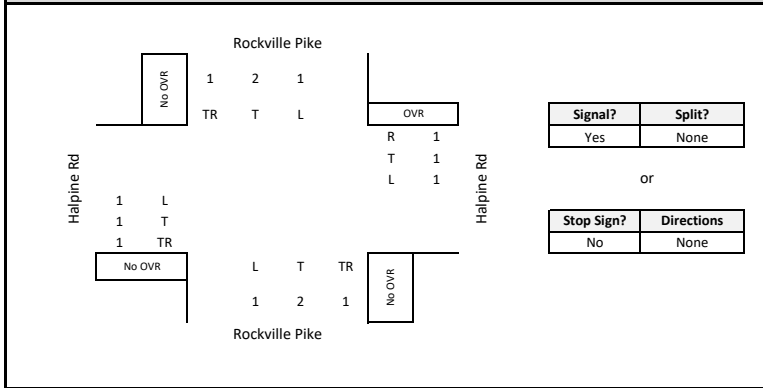 Rockville Pike
No OVR
1 2 1
TR T L
OVR
R 1
T 1
L 1
Halpine Rd
Halpine Rd
1 L
1 T
1 TR
No OVR
L T TR
1 2 1
No OVR
Rockville Pike
Signal? Split?
Yes None
or
Stop Sign? Directions
No None